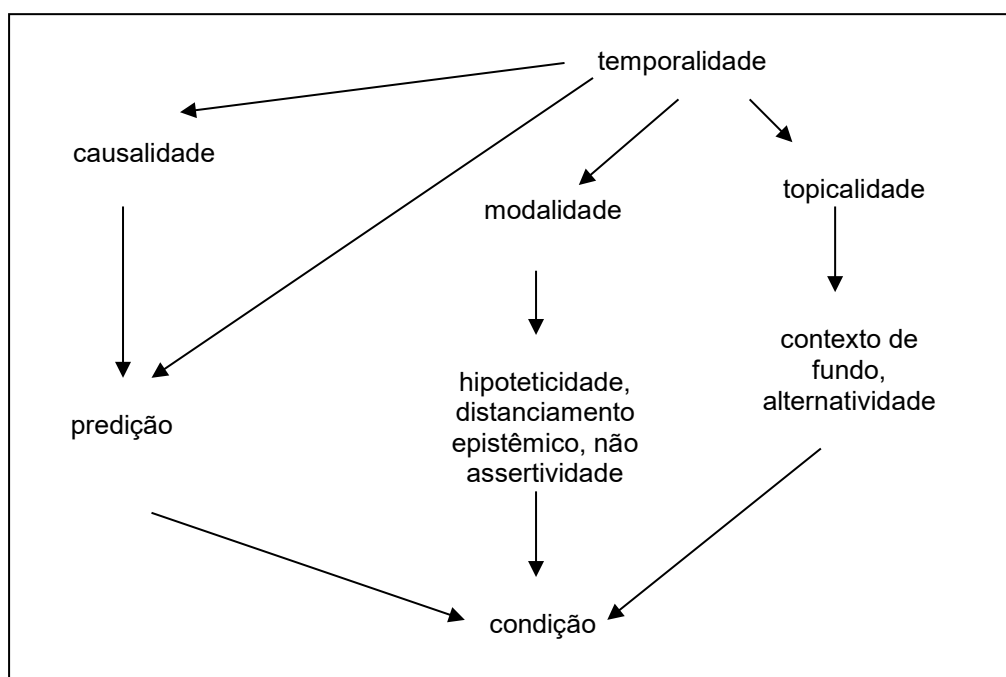 temporalidade
causalidade
topicalidade
modalidade
contexto de
fundo,
alternatividade
hipoteticidade,
distanciamento
epistêmico, não
assertividade
predição
condição